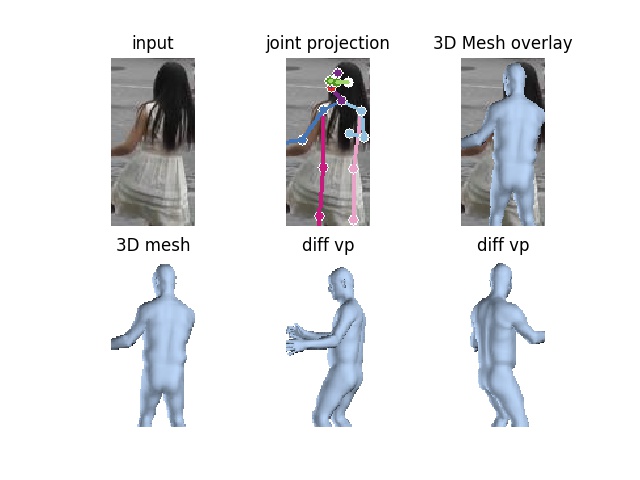 input
joint projection
3D Mesh overlay
3D mesh
diff vp
diff vp